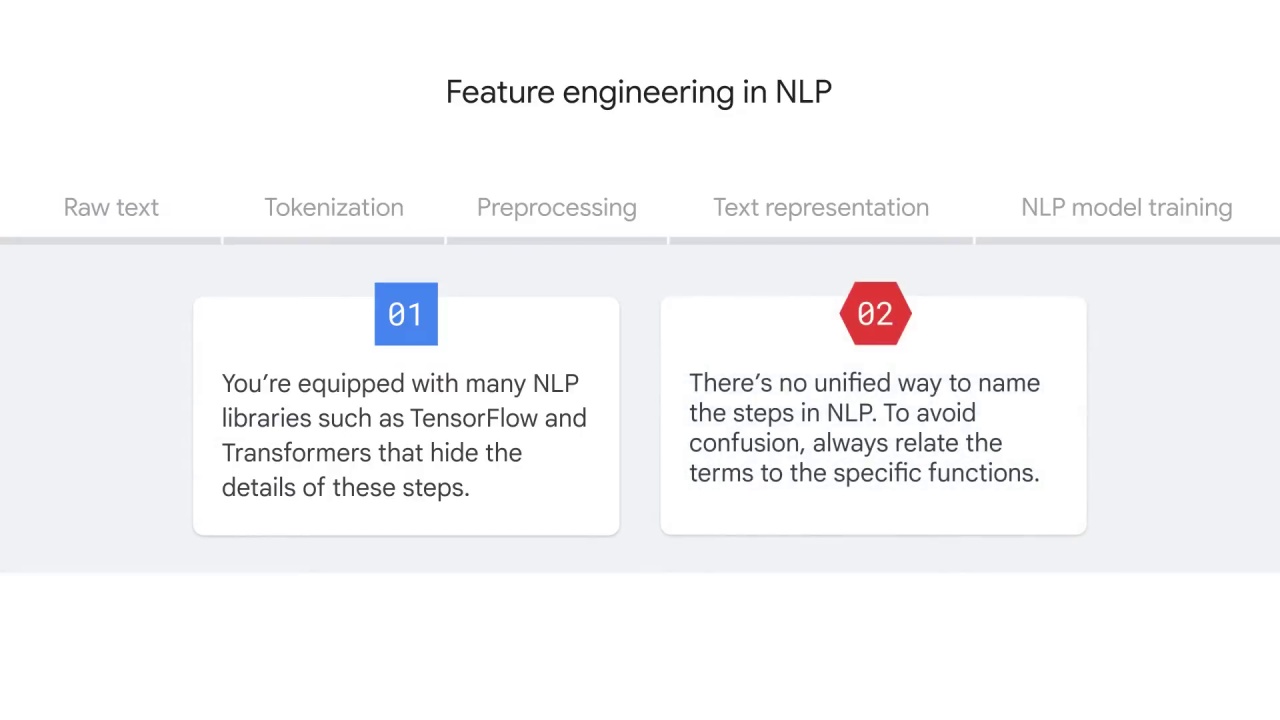 Feature engineering in NLP
Raw text
Tokenization
Preprocessing
Text representation
NLP model training
01
You’re equipped with many NLP
libraries such as TensorFlow and
Transformers that hide the
details of these steps.
02
There’s no unified way to name
the steps in NLP. To avoid
confusion, always relate the
terms to the specific functions.